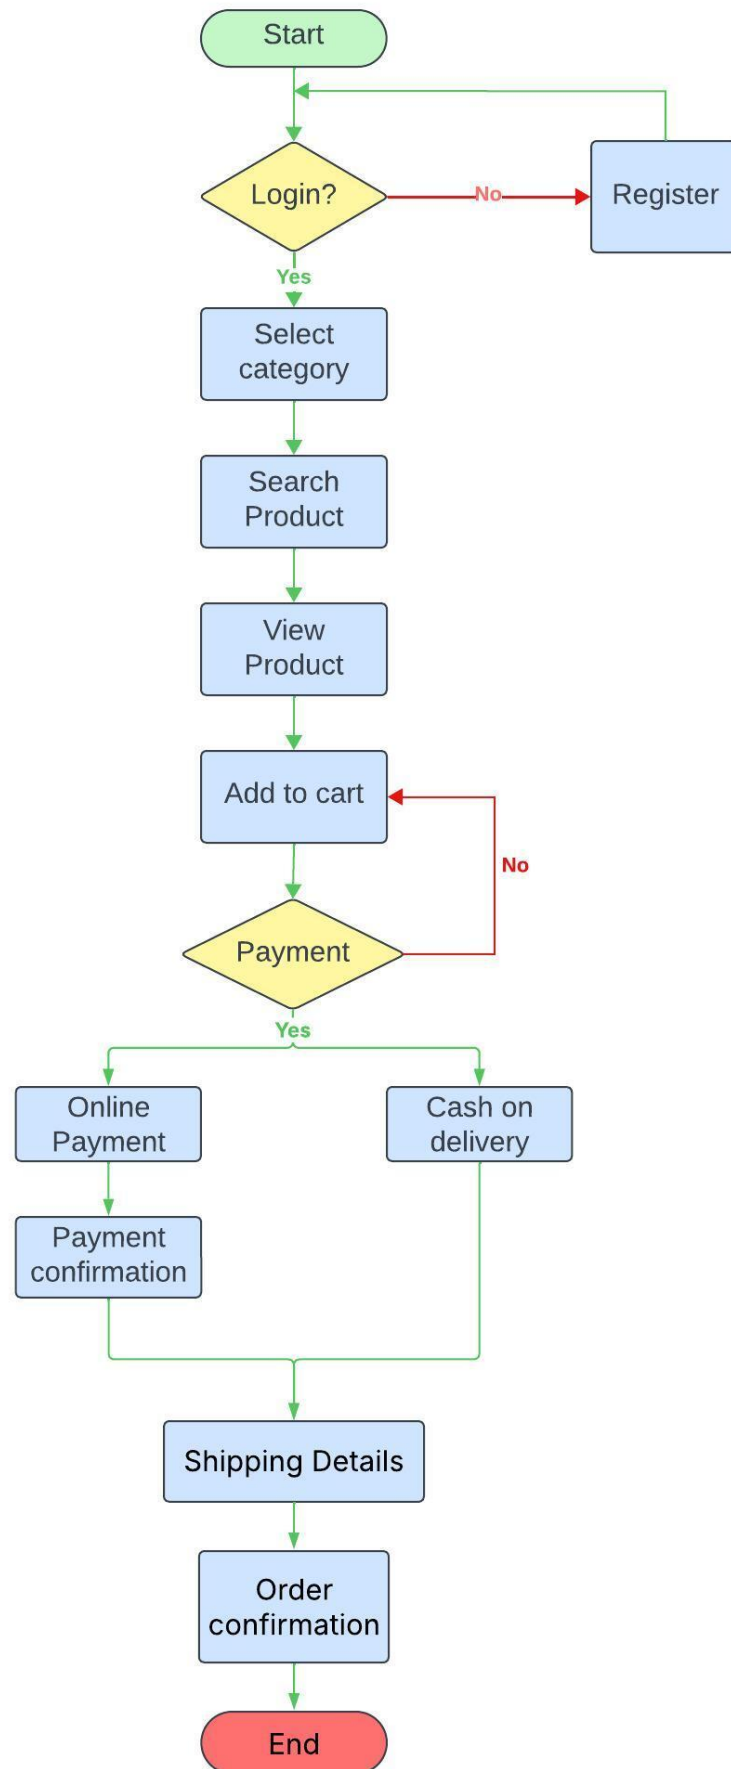 Start
Login?
No
Register
Yes
Select
category
Search
Product
View
Product
Add to cart
No
Payment
Yes
Online
Payment
Cash on
delivery
Payment
confirmation
Shipping Details
Order
confirmation
End